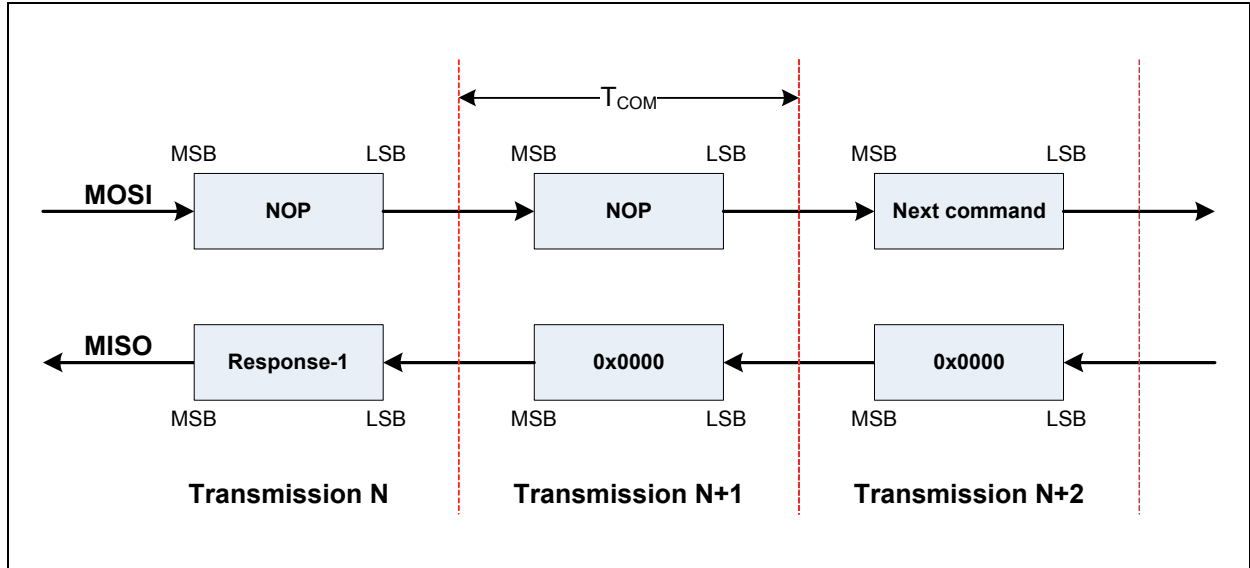 TCOM
MSB LSB MSB LSB MSB LSB
MOSI NOP NOP Next command
MISO Response-1 0x0000 0x0000
MSB LSB MSB LSB MSB LSB
Transmission N Transmission N+1 Transmission N+2